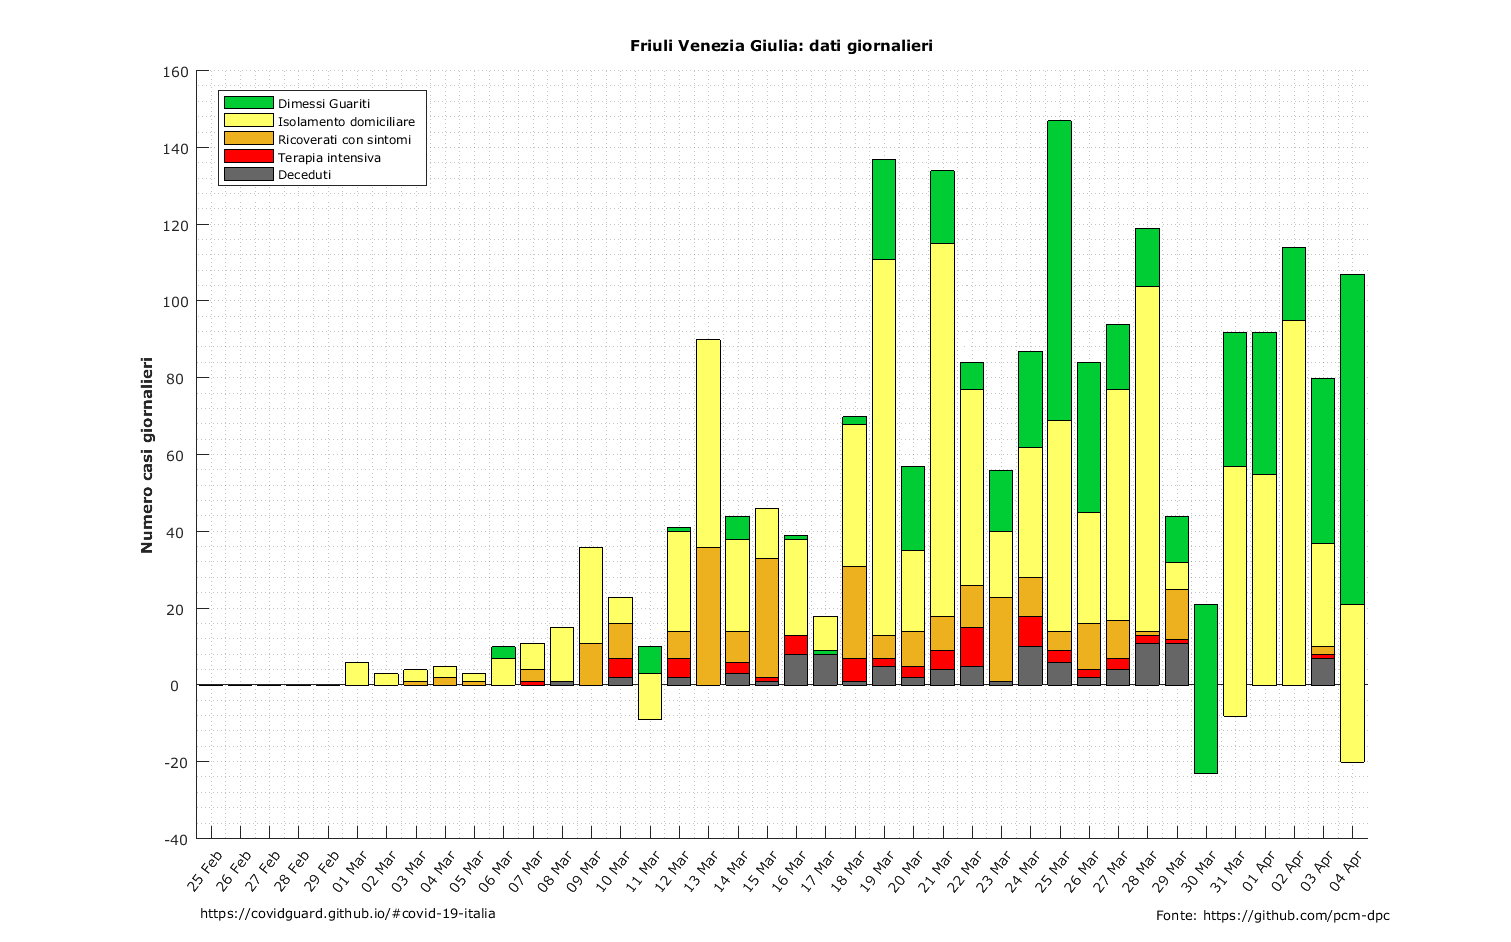 Friuli Venezia Giulia: dati giornalieri
160
140
120
100
80
60
40
20
0
-20
-40
Numero casi giornalieri
Dimessi Guariti
Isolamento domiciliare
Ricoverati con sintomi
Terapia intensiva
Deceduti
25 Feb
26 Feb
27 Feb
28 Feb
29 Feb
01 Mar
02 Mar
03 Mar
04 Mar
05 Mar
06 Mar
07 Mar
08 Mar
09 Mar
10 Mar
11 Mar
12 Mar
13 Mar
14 Mar
15 Mar
16 Mar
17 Mar
18 Mar
19 Mar
20 Mar
21 Mar
22 Mar
23 Mar
24 Mar
25 Mar
26 Mar
27 Mar
28 Mar
29 Mar
30 Mar
31 Mar
01 Apr
02 Apr
03 Apr
04 Apr
https://covidguard.github.io/#covid-19-italia
Fonte: https://github.com/pcm-dpc